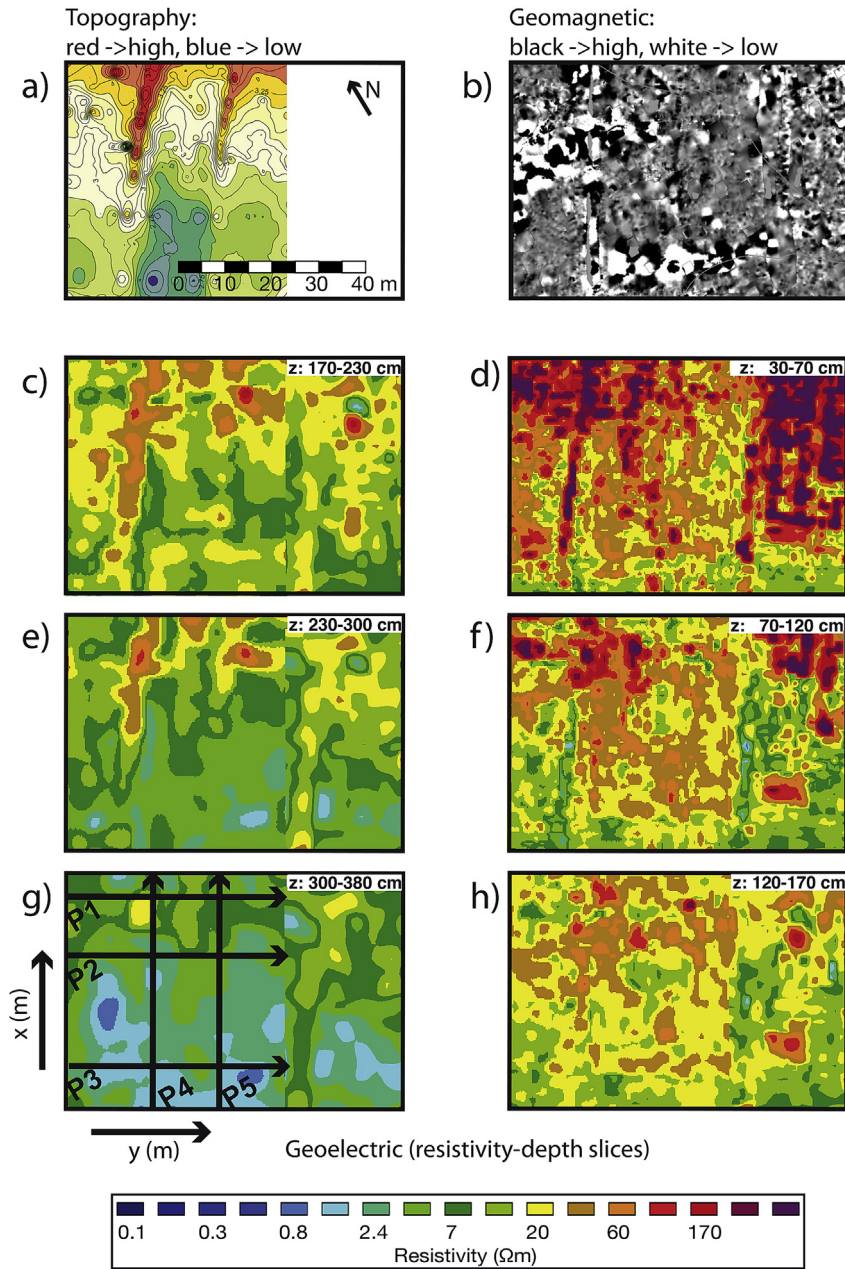 Topography:
red ->high, blue -> low
Geomagnetic:
black ->high, white -> low
a)
N
3.25
0 10 20 30 40 m
b)
c)
z: 170-230 cm
d)
z: 30-70 cm
e)
z: 230-300 cm
f)
z: 70-120 cm
g)
z: 300-380 cm
P1
P2
P3
P4
P5
x (m)
y (m)
h)
z: 120-170 cm
Geoelectric (resistivity-depth slices)
0.1 0.3 0.8 2.4 7 20 60 170
Resistivity (Ωm)